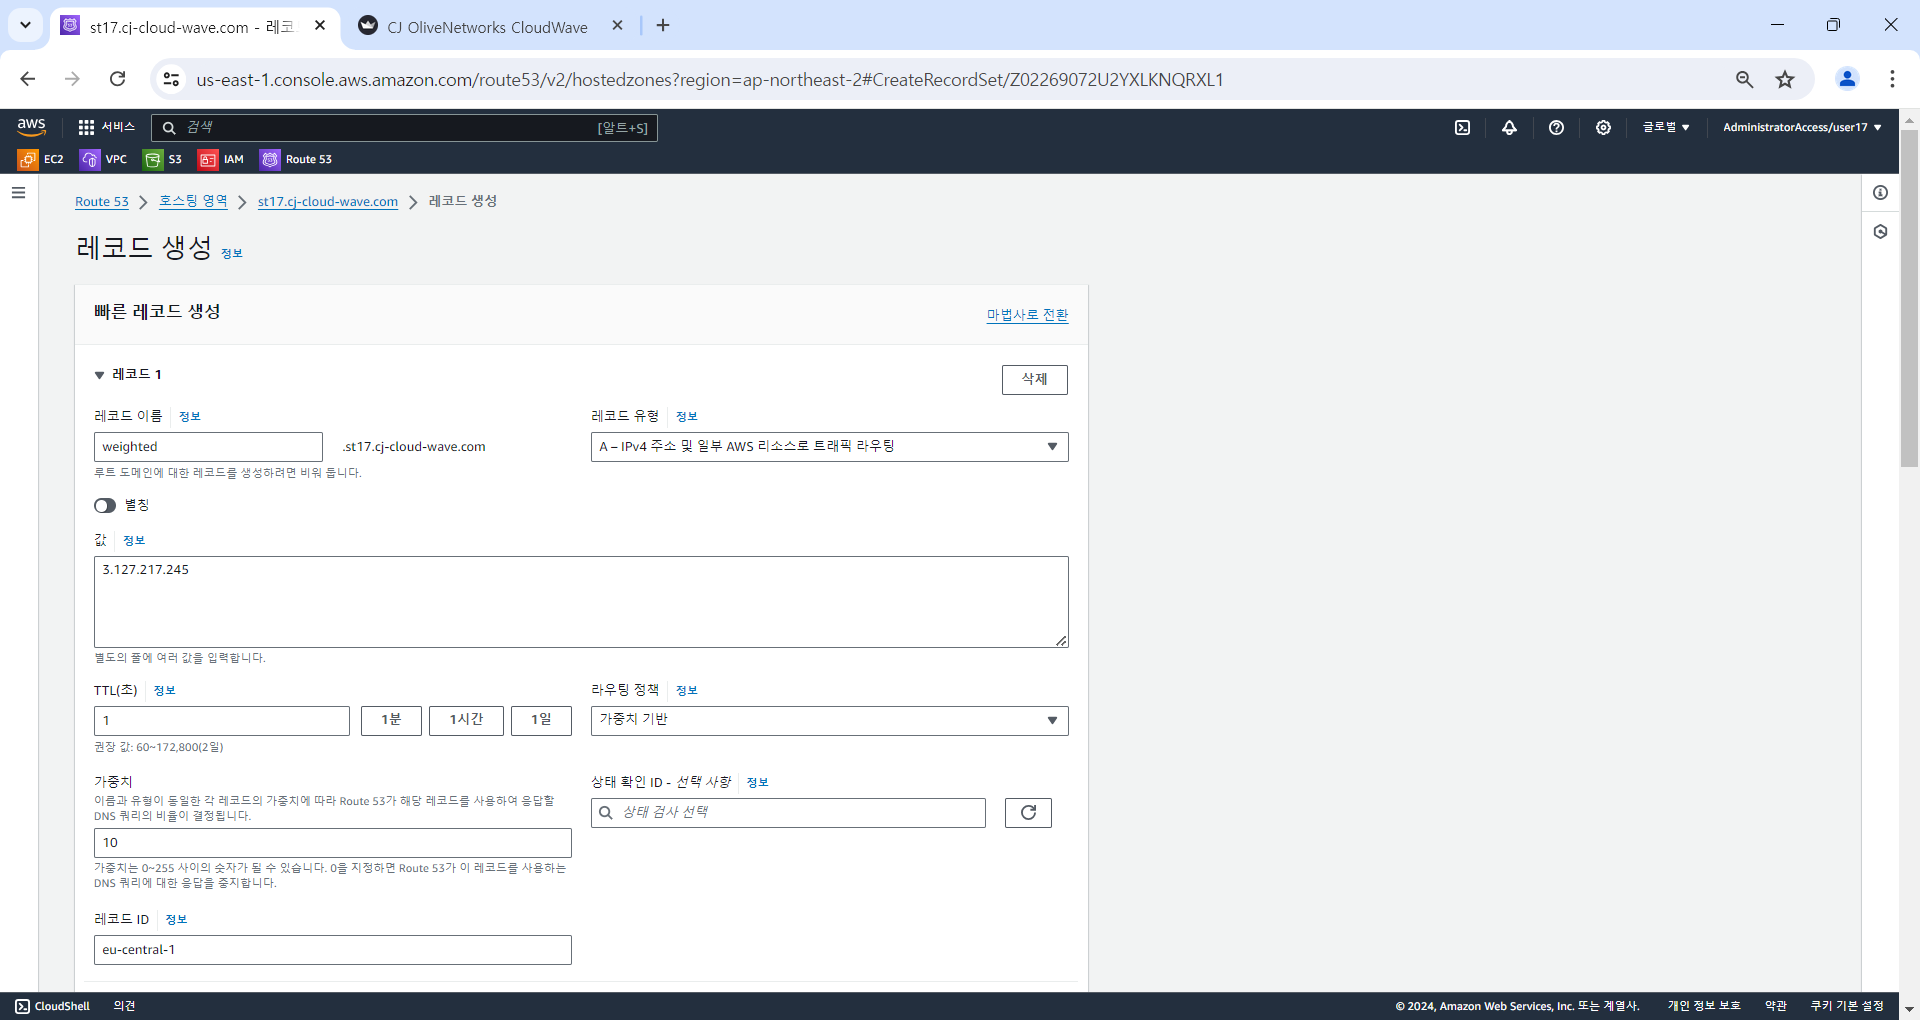 st17.cj-cloud-wave.com - 레코
CJ OliveNetworks CloudWave
us-east-1.console.aws.amazon.com/route53/v2/hostedzones?region=ap-northeast-2#CreateRecordSet/Z02269072U2YXLKNQRXL1
aws
서비스
검색
[알트+S]
글로벌
AdministratorAccess/user17
EC2
VPC
S3
IAM
Route 53
Route 53
호스팅 영역
st17.cj-cloud-wave.com
레코드 생성
레코드 생성 정보
빠른 레코드 생성
마법사로 전환
레코드 1
삭제
레코드 이름 정보
weighted
.st17.cj-cloud-wave.com
루트 도메인에 대한 레코드를 생성하려면 비워 둡니다.
레코드 유형 정보
A – IPv4 주소 및 일부 AWS 리소스로 트래픽 라우팅
별칭
값 정보
3.127.217.245
별도의 줄에 여러 값을 입력합니다.
TTL(초) 정보
1
1분
1시간
1일
권장 값: 60~172,800(2일)
라우팅 정책 정보
가중치 기반
가중치
이름과 유형이 동일한 각 레코드의 가중치에 따라 Route 53가 해당 레코드를 사용하여 응답할
DNS 쿼리의 비율이 결정됩니다.
10
가중치는 0~255 사이의 숫자가 될 수 있습니다. 0을 지정하면 Route 53가 이 레코드를 사용하는
DNS 쿼리에 대한 응답을 중지합니다.
상태 확인 ID - 선택 사항 정보
상태 검사 선택
레코드 ID 정보
eu-central-1
CloudShell
의견
© 2024, Amazon Web Services, Inc. 또는 계열사.
개인 정보 보호
약관
쿠키 기본 설정